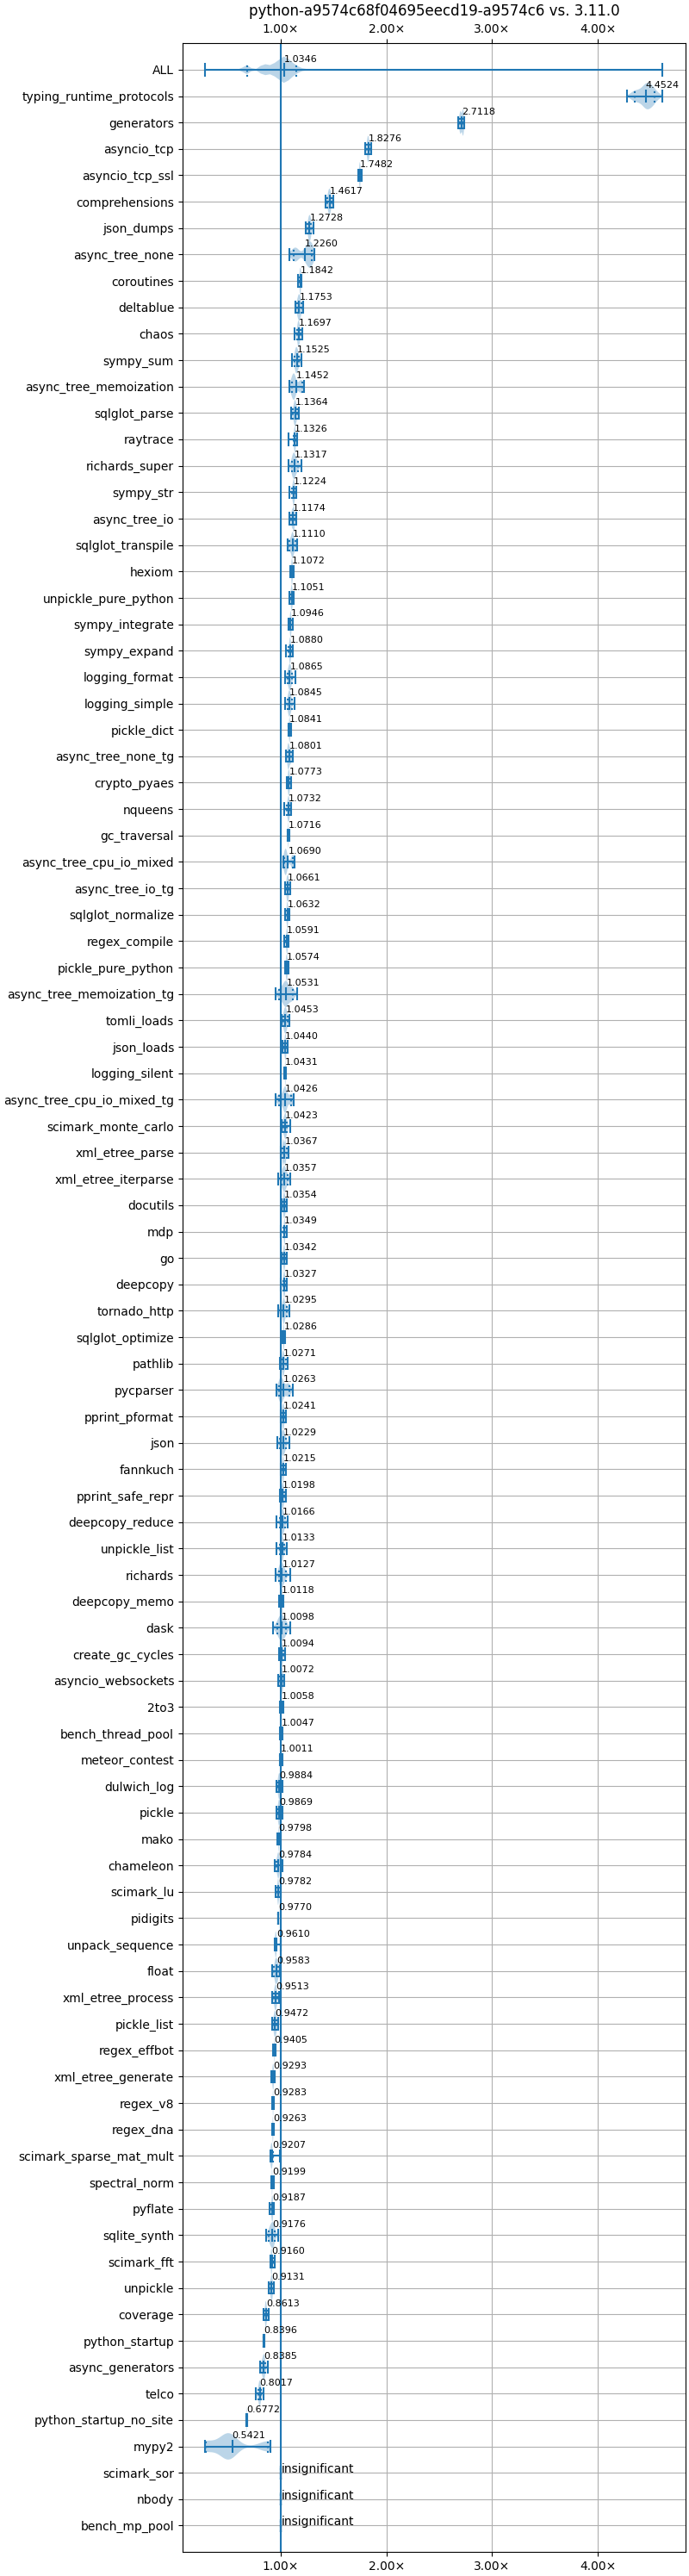 python-a9574c68f04695eecd19-a9574c6 vs. 3.11.0
1.00× 2.00× 3.00× 4.00×
ALL 1.0346
typing_runtime_protocols 4.4524
generators 2.7118
asyncio_tcp 1.8276
asyncio_tcp_ssl 1.7482
comprehensions 1.4617
json_dumps 1.2728
async_tree_none 1.2260
coroutines 1.1842
deltablue 1.1753
chaos 1.1697
sympy_sum 1.1525
async_tree_memoization 1.1452
sqlglot_parse 1.1364
raytrace 1.1326
richards_super 1.1317
sympy_str 1.1224
async_tree_io 1.1174
sqlglot_transpile 1.1110
hexiom 1.1072
unpickle_pure_python 1.1051
sympy_integrate 1.0946
sympy_expand 1.0880
logging_format 1.0865
logging_simple 1.0845
pickle_dict 1.0841
async_tree_none_tg 1.0801
crypto_pyaes 1.0773
nqueens 1.0732
gc_traversal 1.0716
async_tree_cpu_io_mixed 1.0690
async_tree_io_tg 1.0661
sqlglot_normalize 1.0632
regex_compile 1.0591
pickle_pure_python 1.0574
async_tree_memoization_tg 1.0531
tomli_loads 1.0453
json_loads 1.0440
logging_silent 1.0431
async_tree_cpu_io_mixed_tg 1.0426
scimark_monte_carlo 1.0423
xml_etree_parse 1.0367
xml_etree_iterparse 1.0357
docutils 1.0354
mdp 1.0349
go 1.0342
deepcopy 1.0327
tornado_http 1.0295
sqlglot_optimize 1.0286
pathlib 1.0271
pycparser 1.0263
pprint_pformat 1.0241
json 1.0229
fannkuch 1.0215
pprint_safe_repr 1.0198
deepcopy_reduce 1.0166
unpickle_list 1.0133
richards 1.0127
deepcopy_memo 1.0118
dask 1.0098
create_gc_cycles 1.0094
asyncio_websockets 1.0072
2to3 1.0058
bench_thread_pool 1.0047
meteor_contest 1.0011
dulwich_log 0.9884
pickle 0.9869
mako 0.9798
chameleon 0.9784
scimark_lu 0.9782
pidigits 0.9770
unpack_sequence 0.9610
float 0.9583
xml_etree_process 0.9513
pickle_list 0.9472
regex_effbot 0.9405
xml_etree_generate 0.9293
regex_v8 0.9283
regex_dna 0.9263
scimark_sparse_mat_mult 0.9207
spectral_norm 0.9199
pyflate 0.9187
sqlite_synth 0.9176
scimark_fft 0.9160
unpickle 0.9131
coverage 0.8613
python_startup 0.8396
async_generators 0.8385
telco 0.8017
python_startup_no_site 0.6772
mypy2 0.5421
scimark_sor insignificant
nbody insignificant
bench_mp_pool insignificant
1.00× 2.00× 3.00× 4.00×